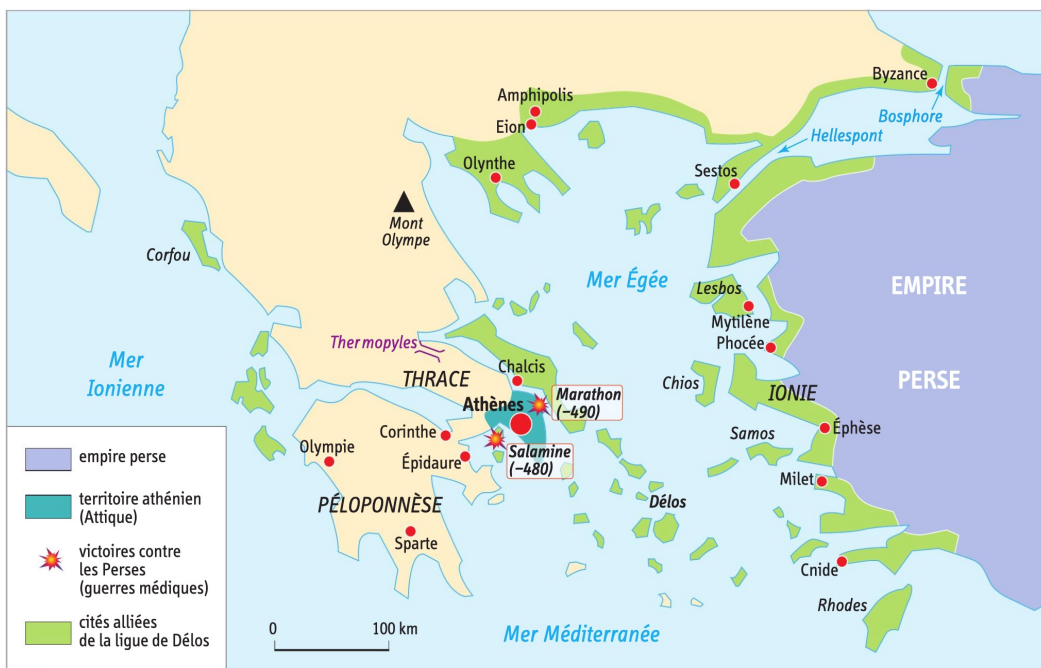 Byzance
Bosphore
Hellespont
Amphipolis
Eion
Olynthe
Sestos
Mont
Olympe
Corfou
Mer Égée
EMPIRE
PERSE
Lesbos
Mytilène
Phocée
Thermopyles
Mer
Ionienne
THRACE
Chalcis
Chios
IONIE
Athènes
Marathon
(–490)
Corinthe
Salamine
(–480)
Samos
Éphèse
Olympie
Épidaure
Milet
PÉLOPONNÈSE
Délos
Sparte
Cnide
Rhodes
Mer Méditerranée
empire perse
territoire athénien
(Attique)
victoires contre
les Perses
(guerres médiques)
cités alliées
de la ligue de Délos
0 100 km